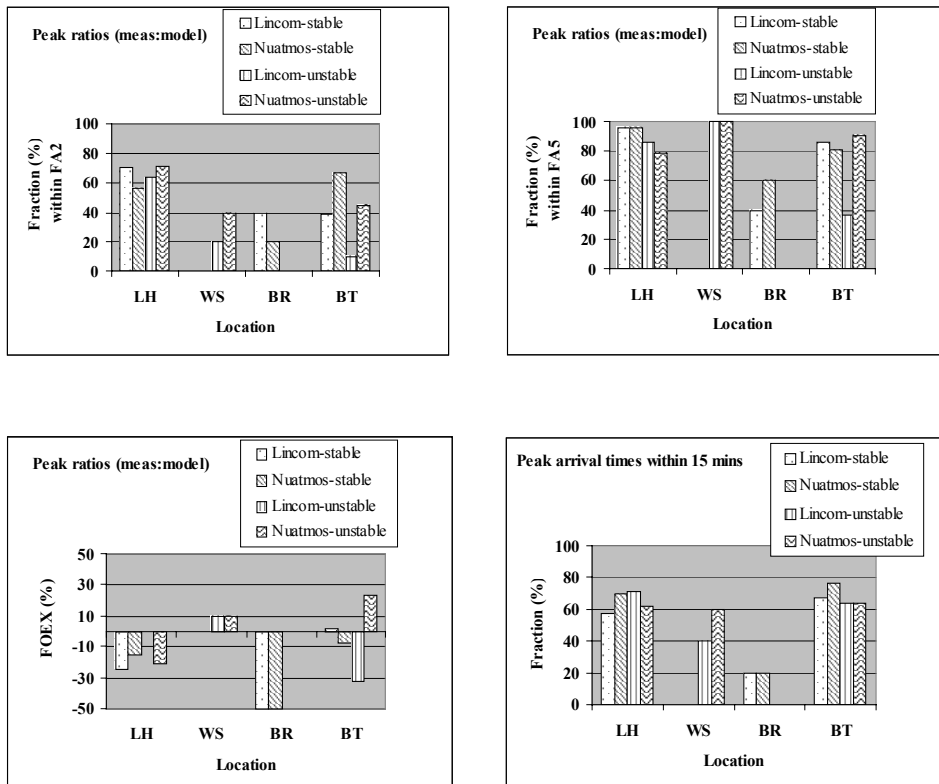 Peak ratios (meas:model)
Lincom-stable
Nuatmos-stable
Lincom-unstable
Nuatmos-unstable
Fraction (%)
within FA2
100
80
60
40
20
0
LH WS BR BT
Location
Peak ratios (meas:model)
Lincom-stable
Nuatmos-stable
Lincom-unstable
Nuatmos-unstable
Fraction (%)
within FA5
100
80
60
40
20
0
LH WS BR BT
Location
Peak ratios (meas:model)
Lincom-stable
Nuatmos-stable
Lincom-unstable
Nuatmos-unstable
FOEX (%)
50
30
10
-10
-30
-50
LH WS BR BT
Location
Peak arrival times within 15 mins
Lincom-stable
Nuatmos-stable
Lincom-unstable
Nuatmos-unstable
Fraction (%)
100
80
60
40
20
0
LH WS BR BT
Location